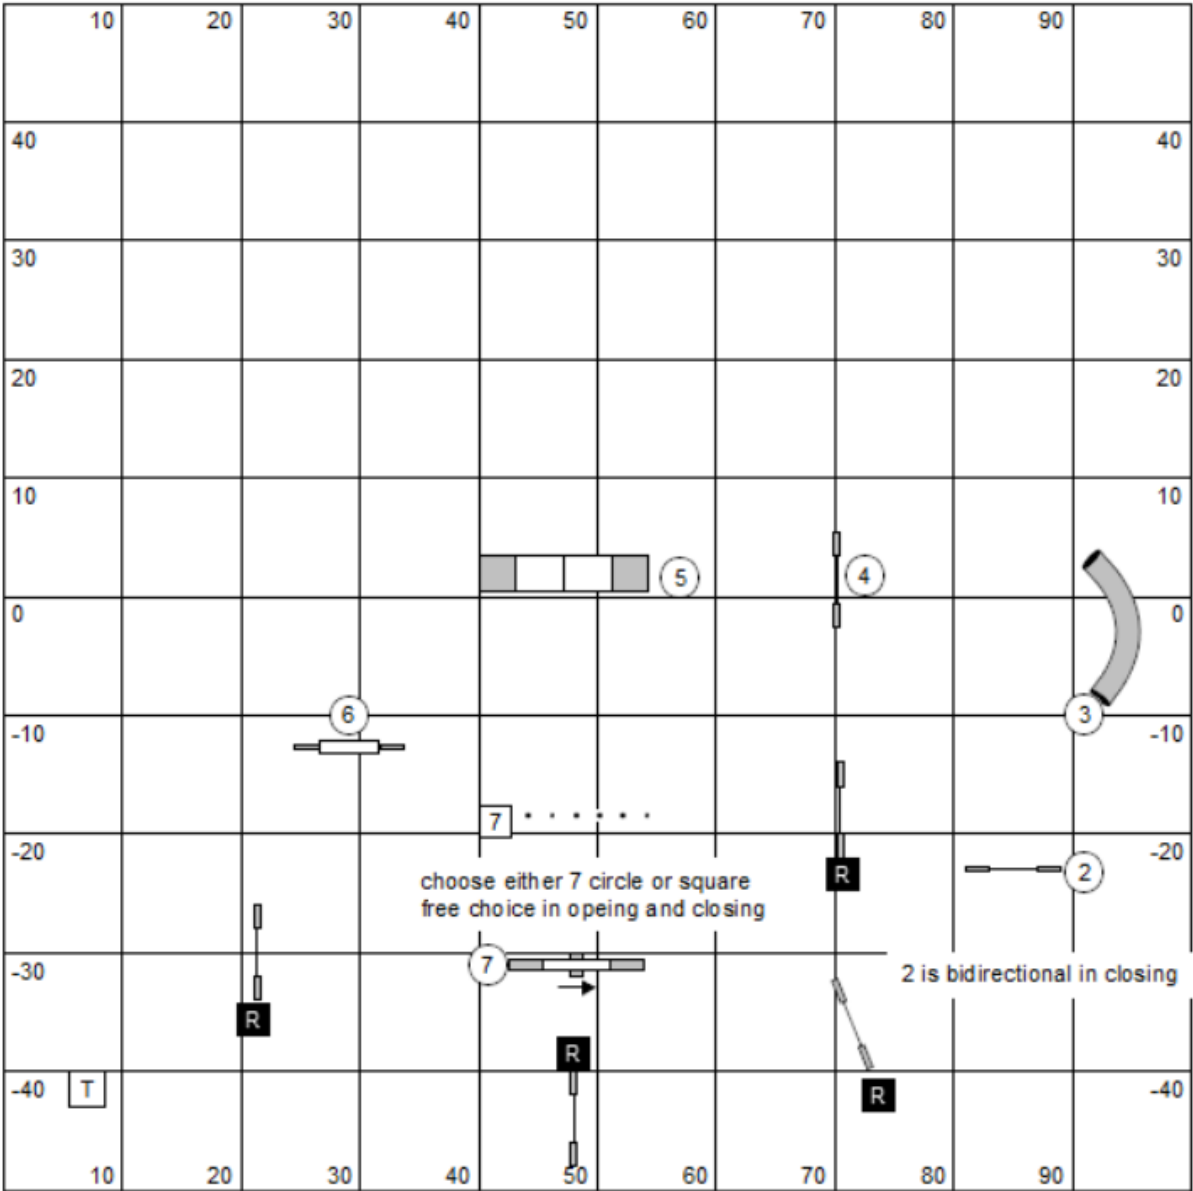 10 20 30 40 50 60 70 80 90
40 40
30 30
20 20
10 10
5 4
0 0
6
-10 3 -10
7
-20 R 2 -20
choose either 7 circle or square
free choice in opeing and closing
7
-30 2 is bidirectional in closing
R
R
-40 T R -40
10 20 30 40 50 60 70 80 90